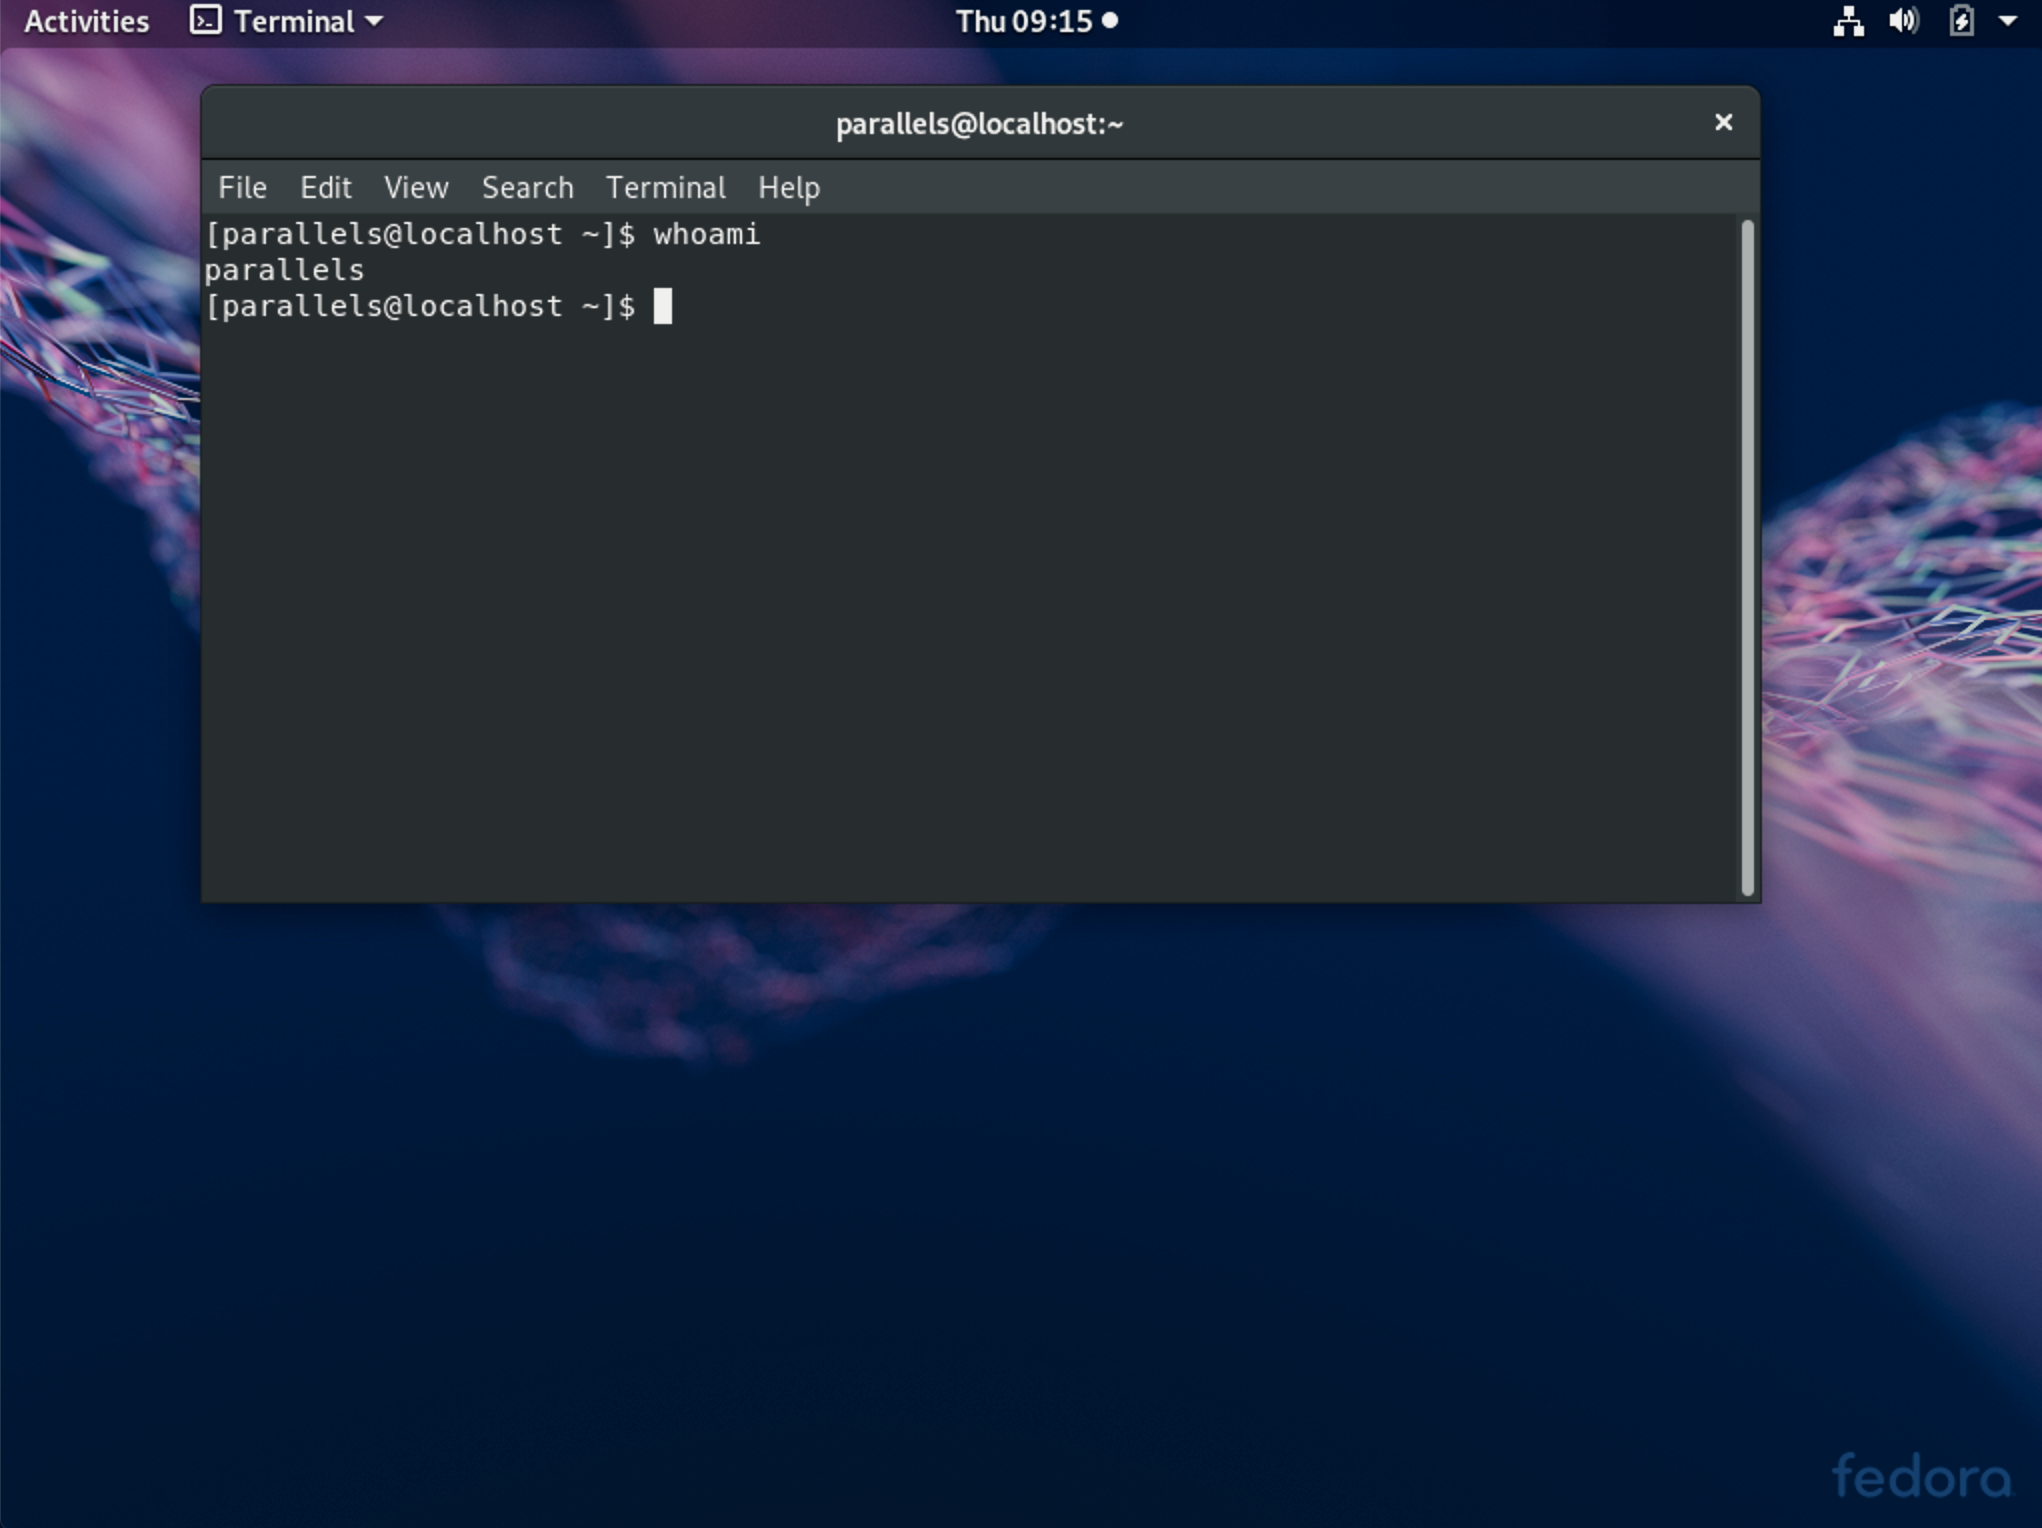 Activities Terminal Thu 09:15
parallels@localhost:~
File Edit View Search Terminal Help
[parallels@localhost ~]$ whoami
parallels
[parallels@localhost ~]$
fedora